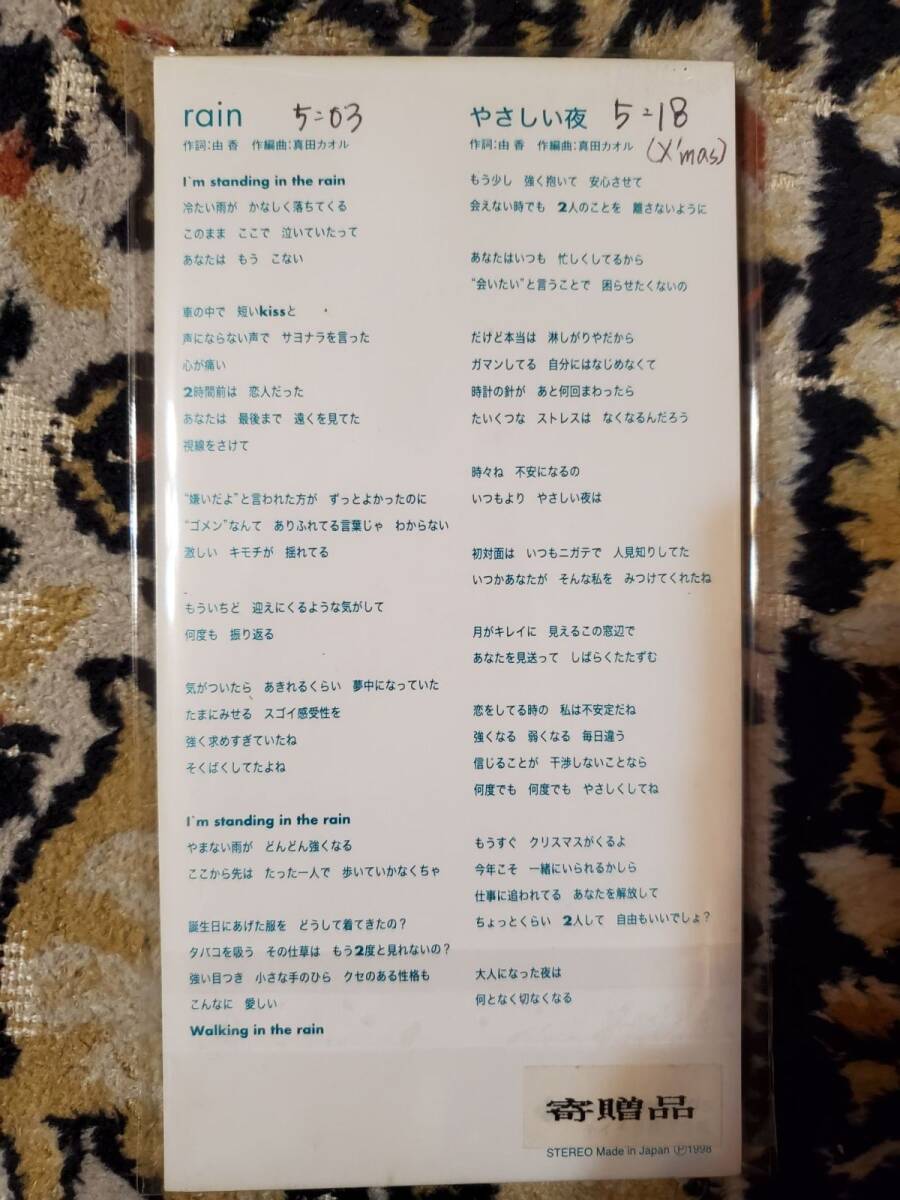 rain 5:03
作詞:由香 作編曲:真田カオル
I'm standing in the rain
冷たい雨が かなしく落ちてくる
このまま ここで 泣いていたって
あなたは もう こない
車の中で 短いkissと
声にならない声で サヨナラを言った
心が痛い
2時間前は 恋人だった
あなたは 最後まで 遠くを見てた
視線をさけて
"嫌いだよ"と言われた方が ずっとよかったのに
"ゴメン"なんて ありふれてる言葉じゃ わからない
激しい キモチが 揺れてる
もういちど 迎えにくるような気がして
何度も 振り返る
気がついたら あきれるくらい 夢中になっていた
たまにみせる スゴイ感受性を
強く求めすぎていたね
そくばくしてたよね
I'm standing in the rain
やまない雨が どんどん強くなる
ここから先は たった一人で 歩いていかなくちゃ
誕生日にあげた服を どうして着てきたの?
タバコを吸う その仕草は もう2度と見れないの?
強い目つき 小さな手のひら クセのある性格も
こんなに 愛しい
Walking in the rain
やさしい夜 5:18
(X'mas)
作詞:由香 作編曲:真田カオル
もう少し 強く抱いて 安心させて
会えない時でも 2人のことを 離さないように
あなたはいつも 忙しくしてるから
"会いたい"と言うことで 困らせたくないの
だけど本当は 淋しがりやだから
ガマンしてる 自分にはなじめなくて
時計の針が あと何回まわったら
たいくつな ストレスは なくなるんだろう
時々ね 不安になるの
いつもより やさしい夜は
初対面は いつもニガテで 人見知りしてた
いつかあなたが そんな私を みつけてくれたね
月がキレイに 見えるこの窓辺で
あなたを見送って しばらくたたずむ
恋をしてる時の 私は不安定だね
強くなる 弱くなる 毎日違う
信じることが 干渉しないことなら
何度でも 何度でも やさしくしてね
もうすぐ クリスマスがくるよ
今年こそ 一緒にいられるかしら
仕事に追われてる あなたを解放して
ちょっとくらい 2人して 自由もいいでしょ?
大人になった夜は
何となく切なくなる
寄贈品
STEREO Made in Japan Ⓟ1998